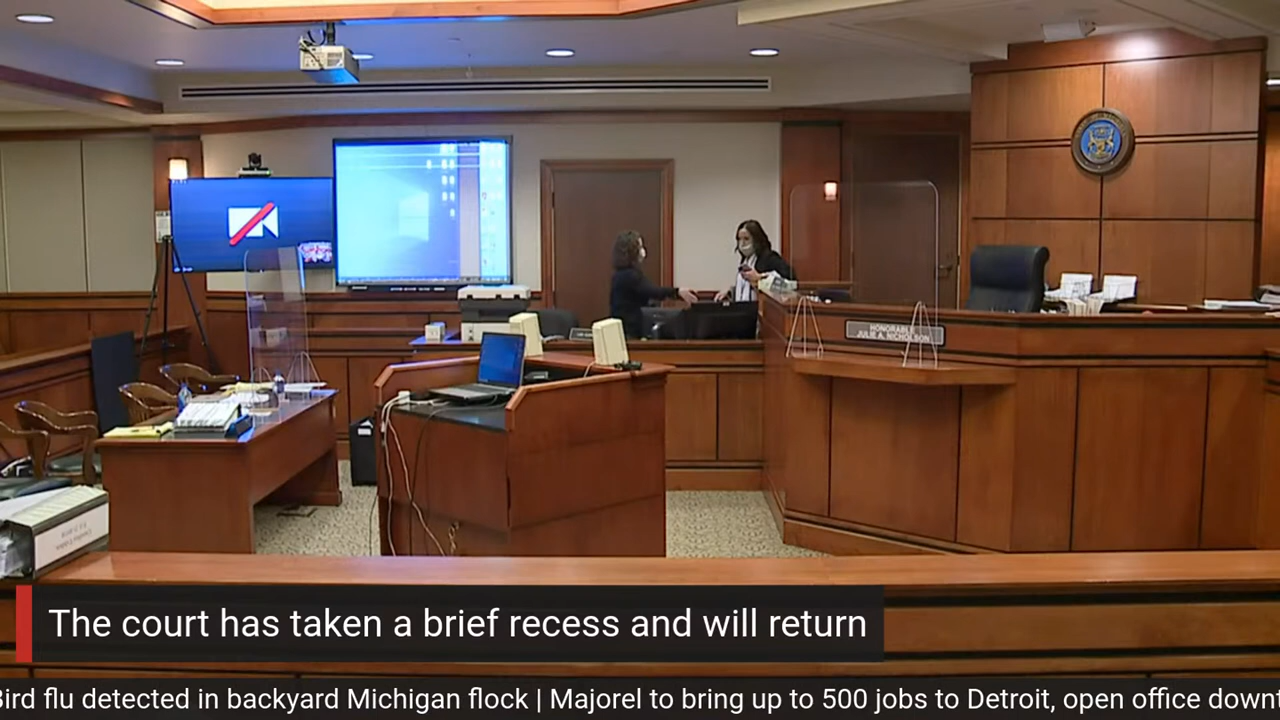 HONORABLE
JULIE A. NICHOLSON
The court has taken a brief recess and will return
Bird flu detected in backyard Michigan flock | Majorel to bring up to 500 jobs to Detroit, open office downt